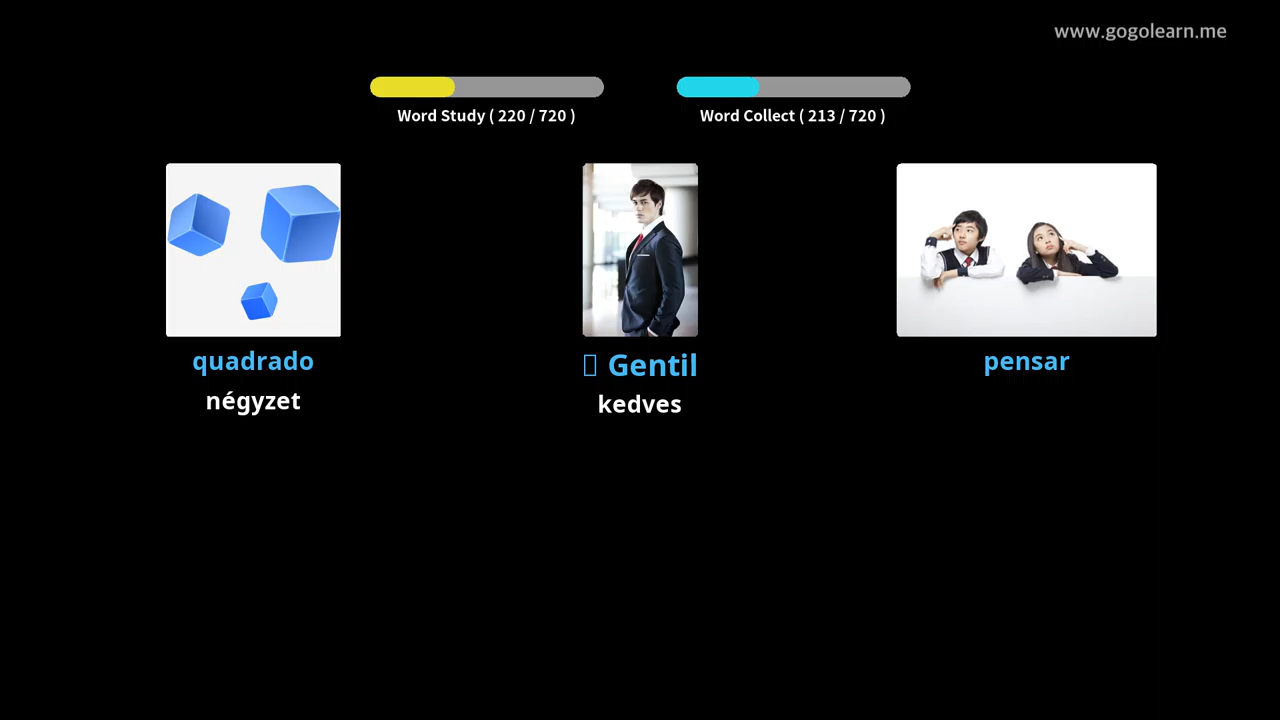 www.gogolearn.me
Word Study ( 220 / 720 )
Word Collect ( 213 / 720 )
quadrado
Gentil
pensar
négyzet
kedves